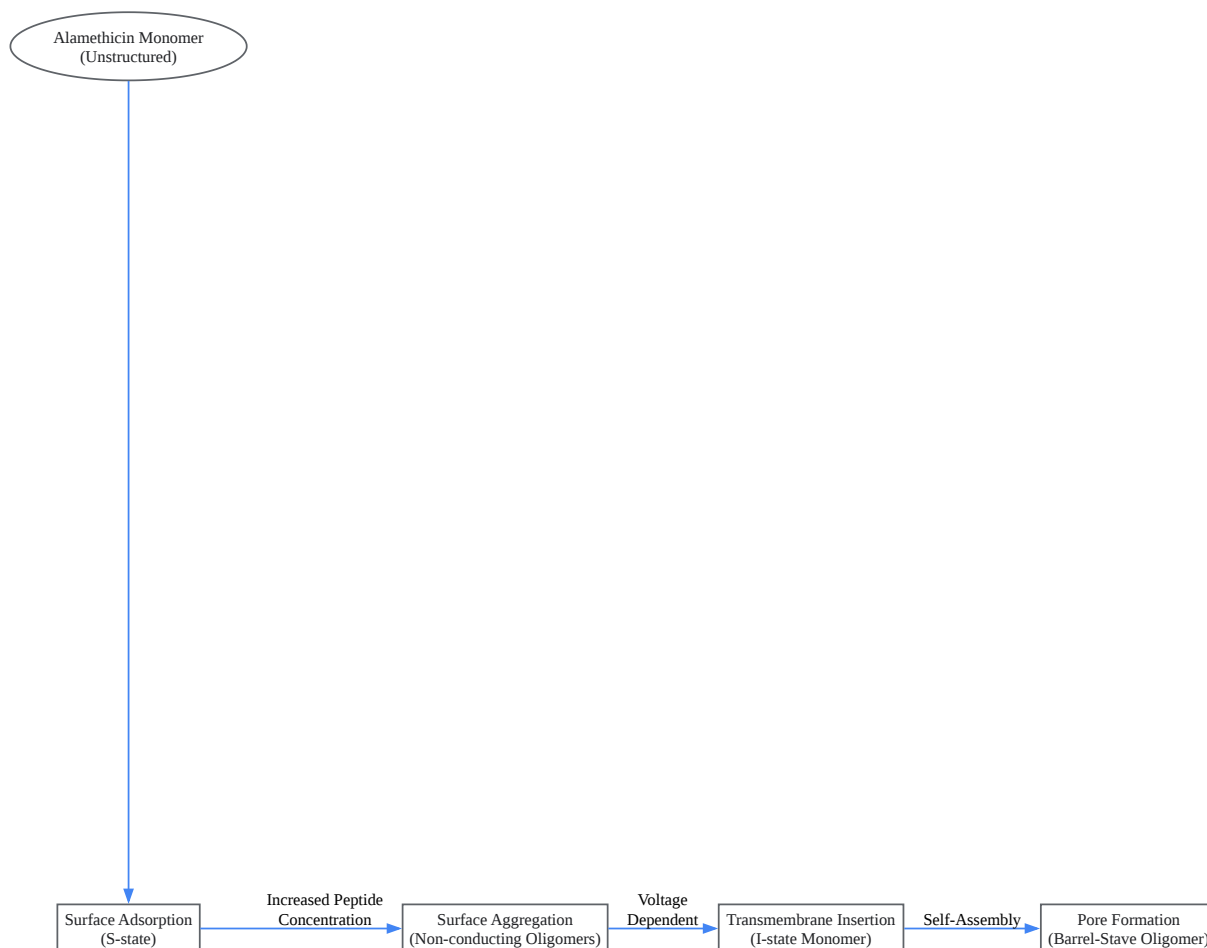 Alamethicin Monomer
(Unstructured)
Surface Adsorption
(S-state)
Increased Peptide
Concentration
Surface Aggregation
(Non-conducting Oligomers)
Voltage
Dependent
Transmembrane Insertion
(I-state Monomer)
Self-Assembly
Pore Formation
(Barrel-Stave Oligomer)